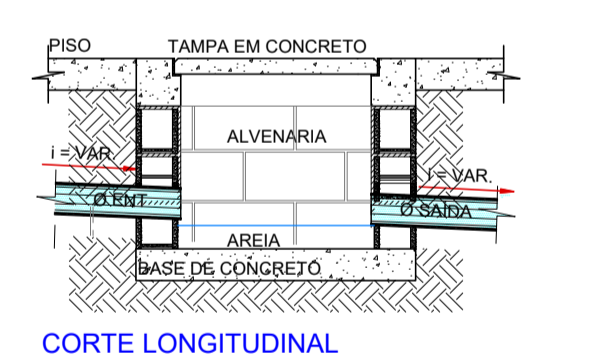 PISO
TAMPA EM CONCRETO
ALVENARIA
i = VAR.
i = VAR.
Ø ENT
Ø SAÍDA
AREIA
BASE DE CONCRETO
CORTE LONGITUDINAL